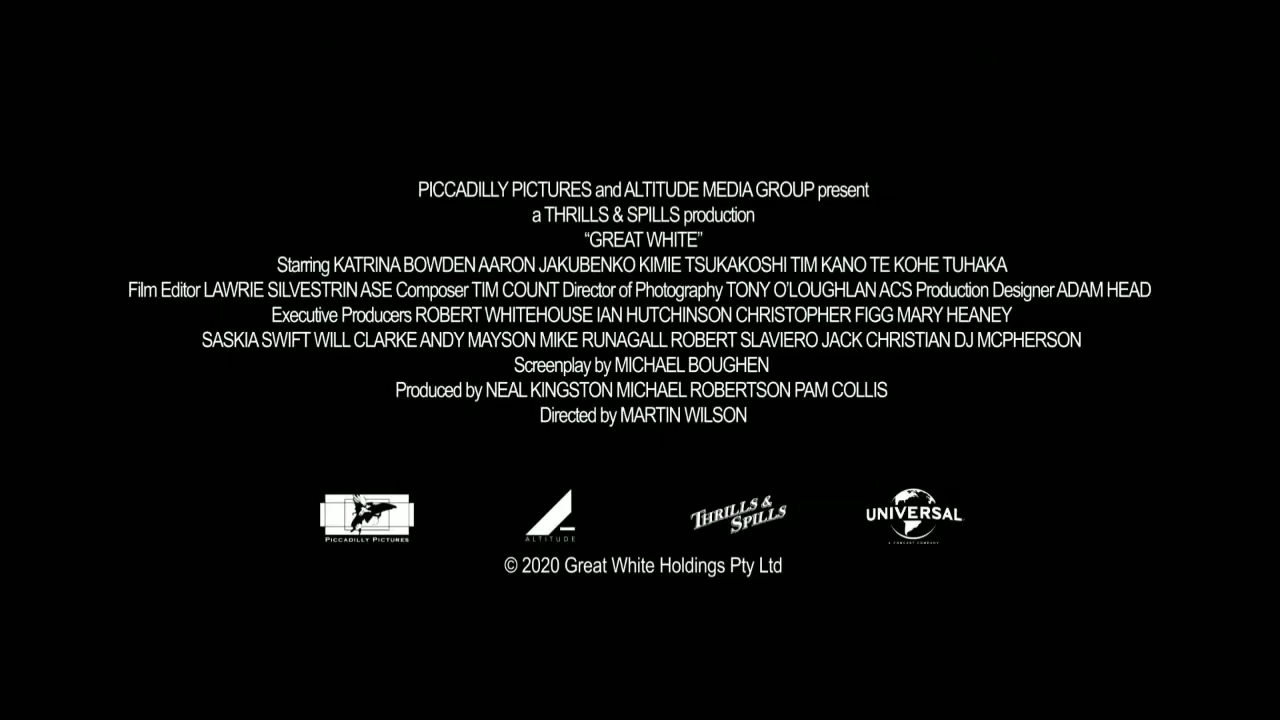 PICCADILLY PICTURES and ALTITUDE MEDIA GROUP present
a THRILLS & SPILLS production
“GREAT WHITE”
Starring KATRINA BOWDEN AARON JAKUBENKO KIMIE TSUKAKOSHI TIM KANO TE KOHE TUHAKA
Film Editor LAWRIE SILVESTRIN ASE Composer TIM COUNT Director of Photography TONY O’LOUGHLAN ACS Production Designer ADAM HEAD
Executive Producers ROBERT WHITEHOUSE IAN HUTCHINSON CHRISTOPHER FIGG MARY HEANEY
SASKIA SWIFT WILL CLARKE ANDY MAYSON MIKE RUNAGALL ROBERT SLAVIERO JACK CHRISTIAN DJ MCPHERSON
Screenplay by MICHAEL BOUGHEN
Produced by NEAL KINGSTON MICHAEL ROBERTSON PAM COLLIS
Directed by MARTIN WILSON
PICCADILLY PICTURES
ALTITUDE
THRILLS &
SPILLS
UNIVERSAL
A COMCAST COMPANY
© 2020 Great White Holdings Pty Ltd